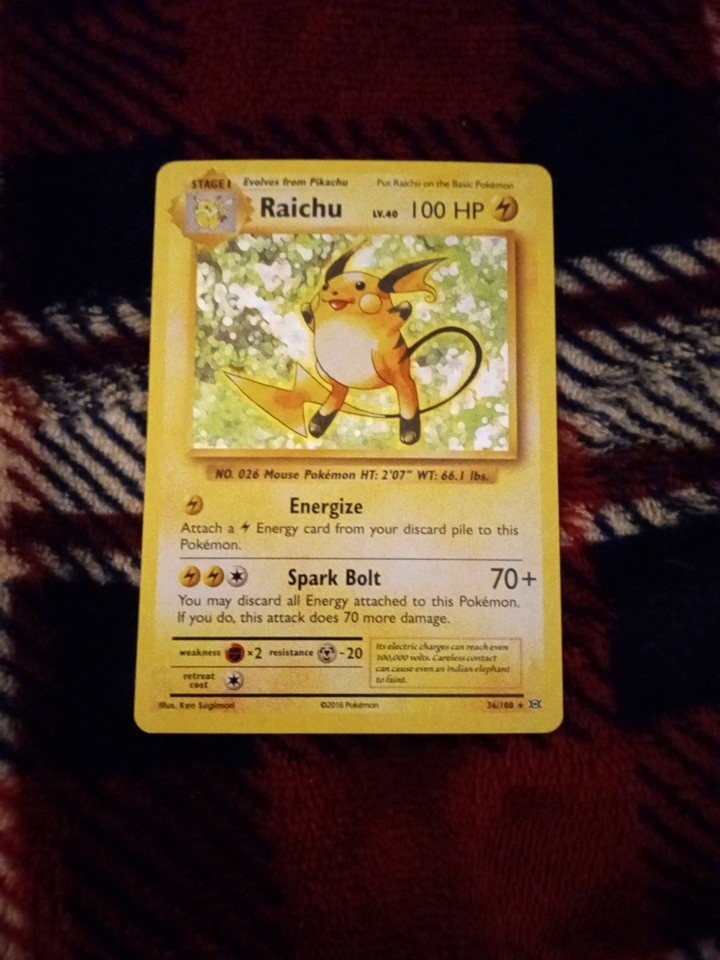 STAGE 1 Evolves from Pikachu Put Raichu on the Basic Pokémon
Raichu LV.40 100 HP
NO. 026 Mouse Pokémon HT: 2'07" WT: 66.1 lbs.
Energize
Attach a Energy card from your discard pile to this
Pokémon.
Spark Bolt 70+
You may discard all Energy attached to this Pokémon.
If you do, this attack does 70 more damage.
weakness ×2 resistance -20
retreat
cost
Its electric charges can reach even
100,000 volts. Careless contact
can cause even an Indian elephant
to faint.
Illus. Ken Sugimori ©2016 Pokémon 36/108